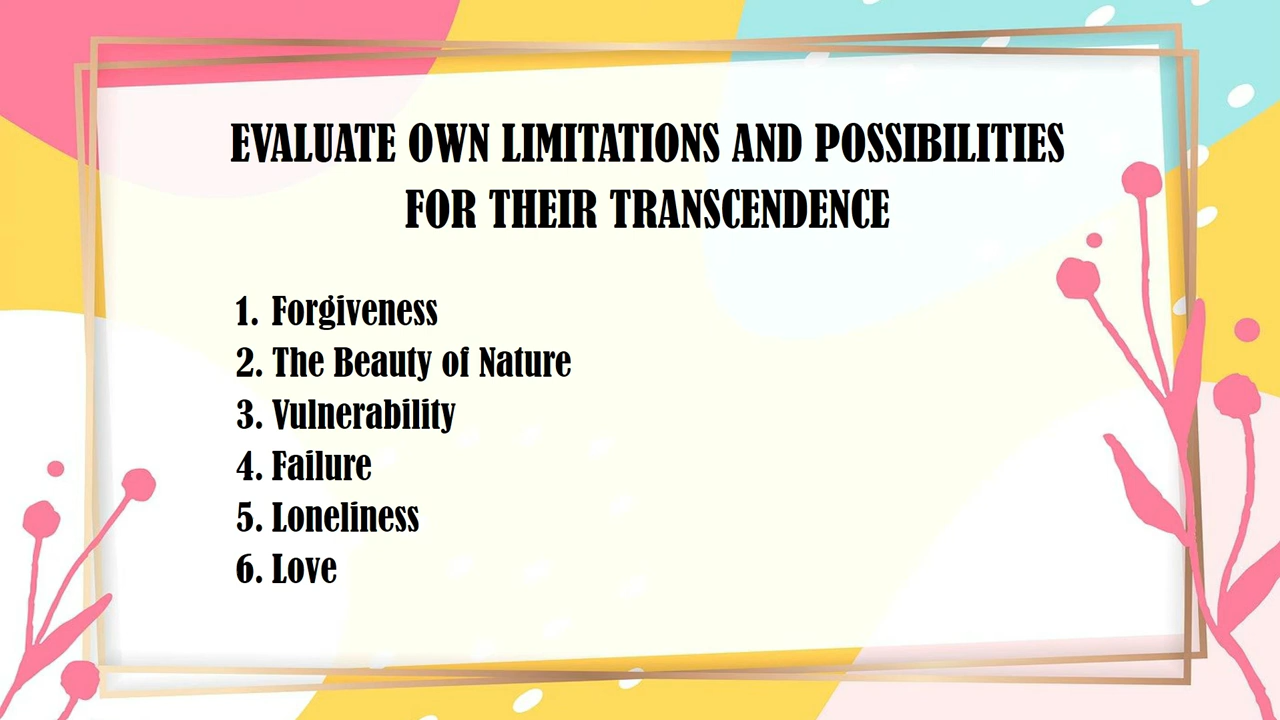 EVALUATE OWN LIMITATIONS AND POSSIBILITIES
FOR THEIR TRANSCENDENCE
1. Forgiveness
2. The Beauty of Nature
3. Vulnerability
4. Failure
5. Loneliness
6. Love